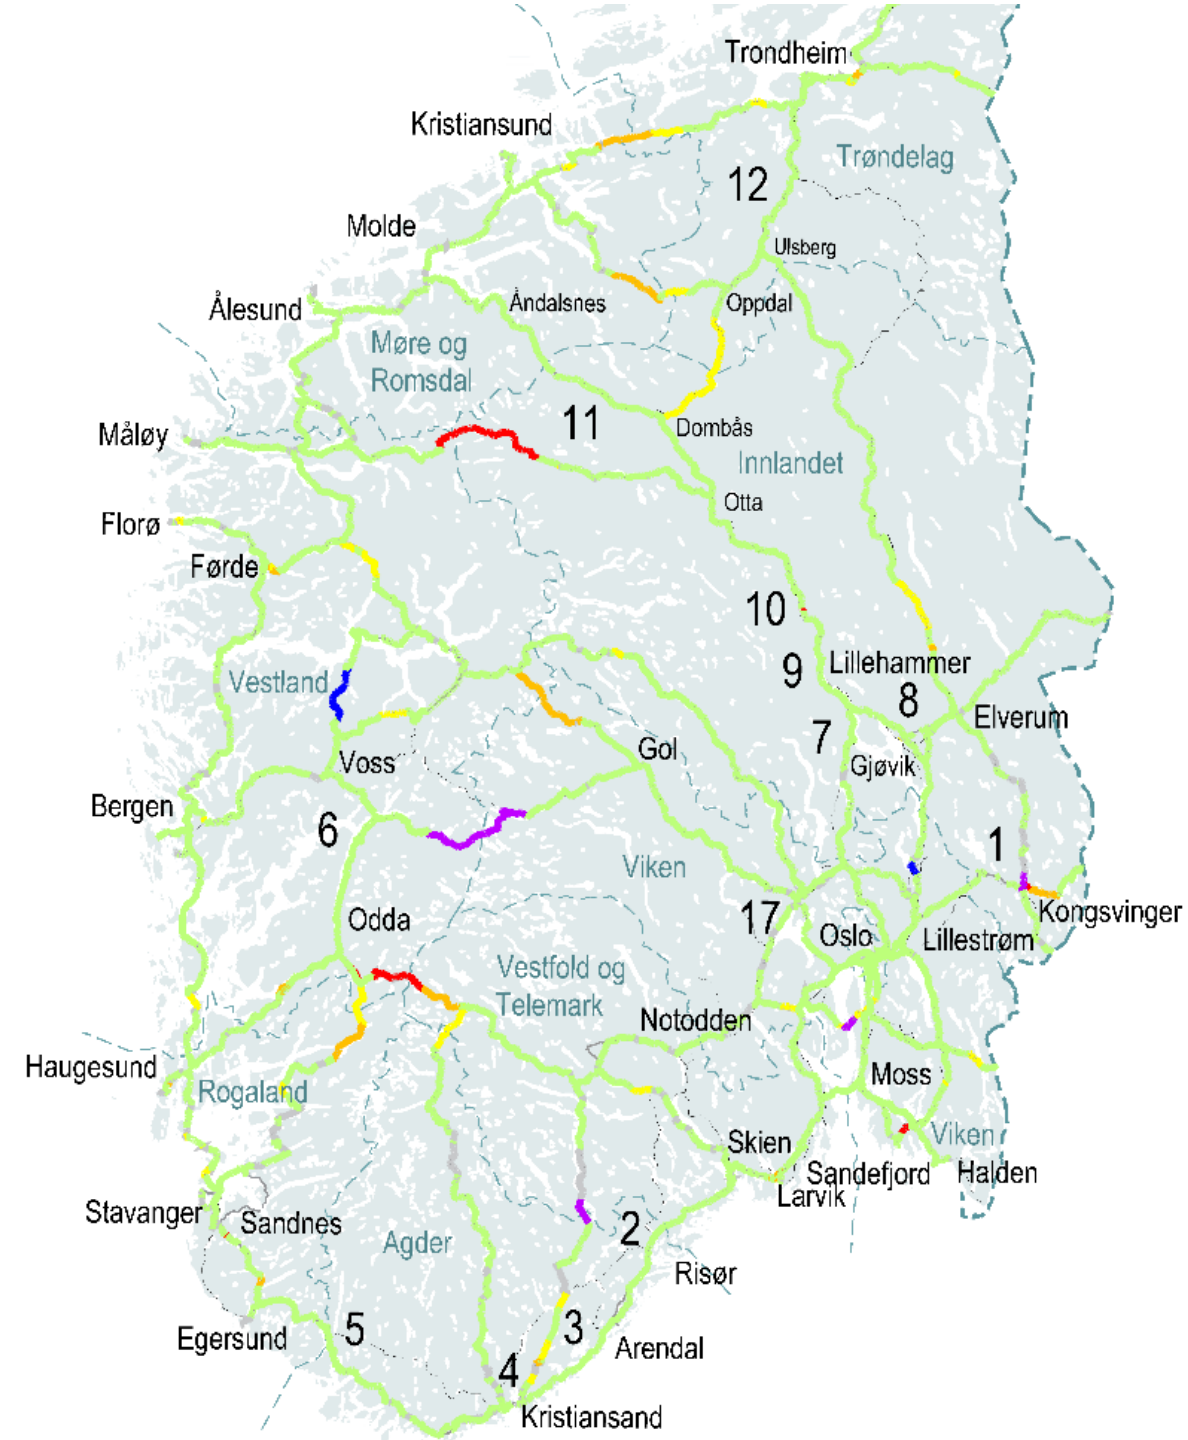 Trondheim
Kristiansund
Trøndelag
12
Molde
Ulsberg
Ålesund
Åndalsnes
Oppdal
Møre og
Romsdal
11
Måløy
Dombås
Innlandet
Otta
Florø
Førde
10
Lillehammer
9
Vestland
8
Elverum
7
Voss
Gol
Gjøvik
Bergen
6
1
Viken
Kongsvinger
Odda
17
Oslo
Lillestrøm
Vestfold og
Telemark
Notodden
Haugesund
Rogaland
Moss
Skien
Viken
Sandefjord
Halden
Larvik
Stavanger
Sandnes
2
Agder
Risør
Egersund
5
3
Arendal
4
Kristiansand